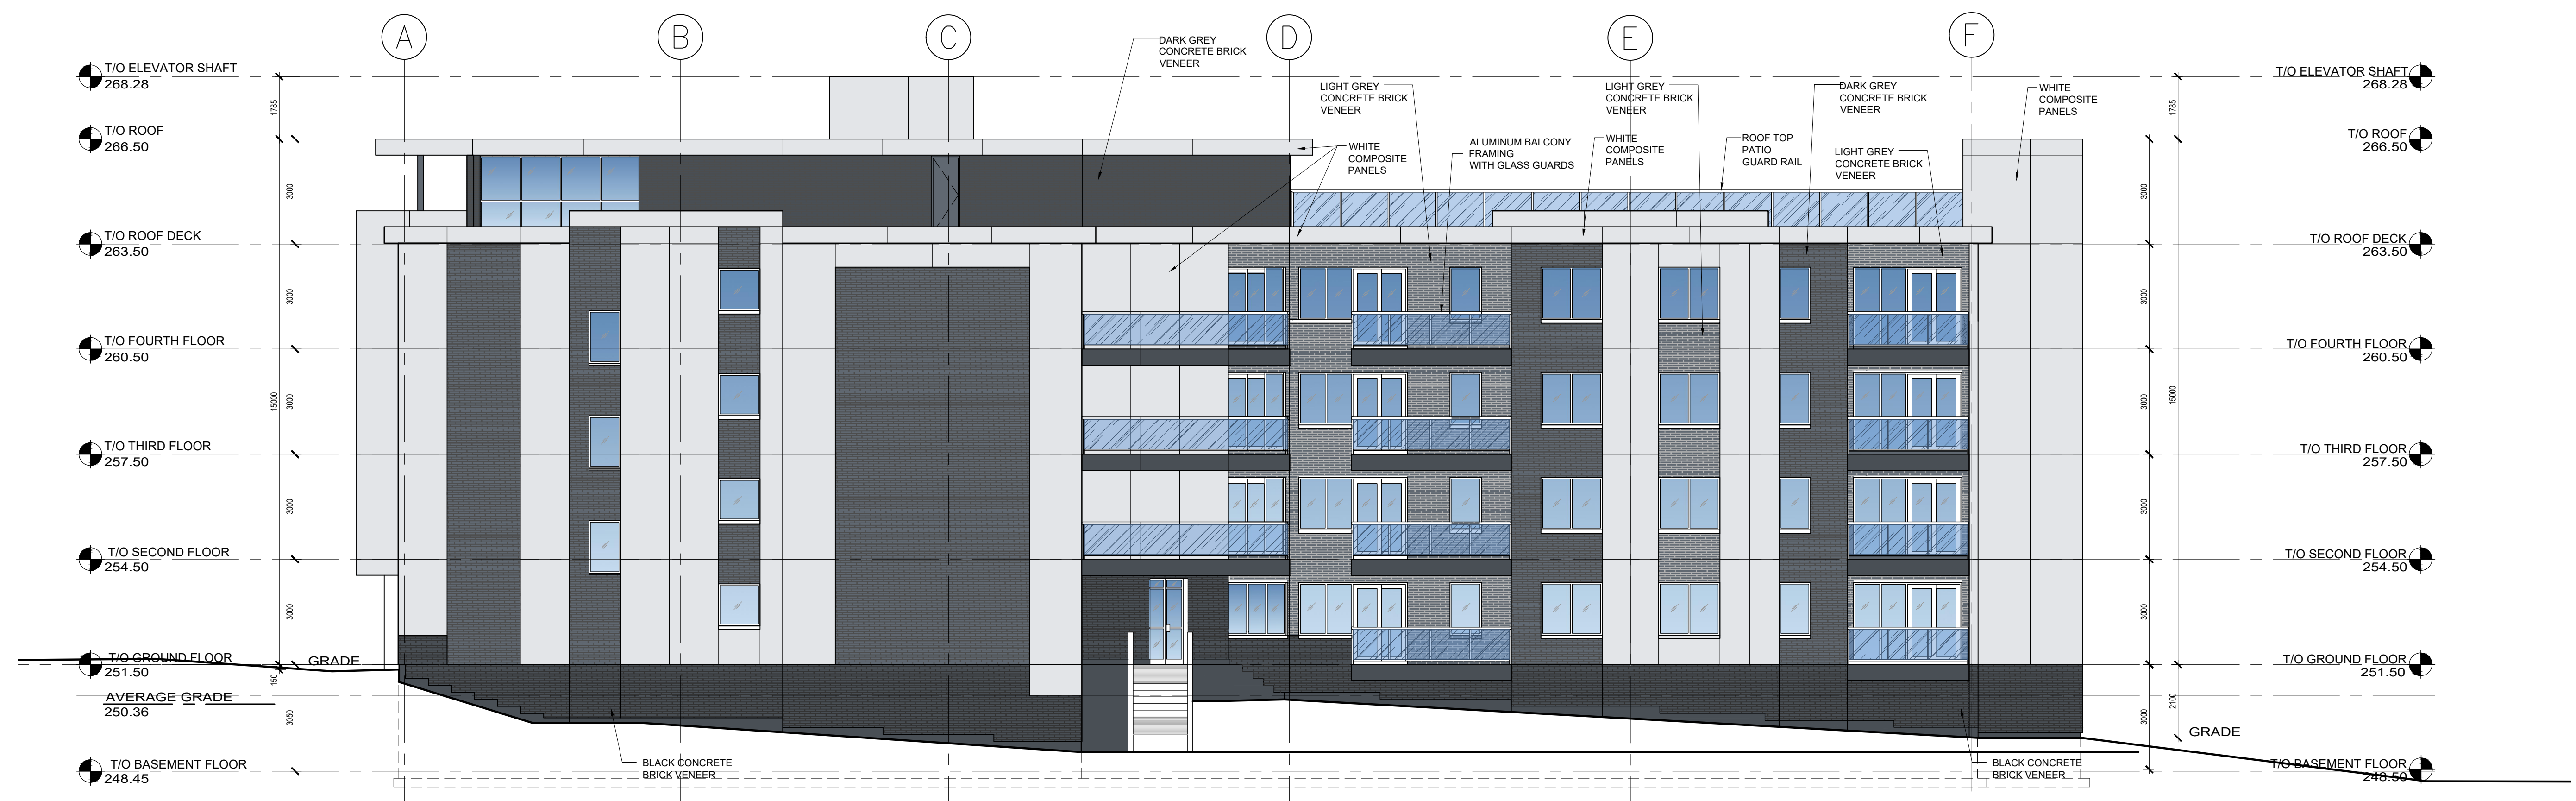 A
B
C
D
E
F
T/O ELEVATOR SHAFT
268.28
T/O ROOF
266.50
T/O ROOF DECK
263.50
T/O FOURTH FLOOR
260.50
T/O THIRD FLOOR
257.50
T/O SECOND FLOOR
254.50
T/O GROUND FLOOR
251.50
AVERAGE GRADE
250.36
T/O BASEMENT FLOOR
248.45
1785
3000
3000
15000
3000
3000
3000
150
3050
GRADE
DARK GREY
CONCRETE BRICK
VENEER
WHITE
COMPOSITE
PANELS
LIGHT GREY
CONCRETE BRICK
VENEER
ALUMINUM BALCONY
FRAMING
WITH GLASS GUARDS
LIGHT GREY
CONCRETE BRICK
VENEER
WHITE
COMPOSITE
PANELS
ROOF TOP
PATIO
GUARD RAIL
DARK GREY
CONCRETE BRICK
VENEER
LIGHT GREY
CONCRETE BRICK
VENEER
WHITE
COMPOSITE
PANELS
BLACK CONCRETE
BRICK VENEER
BLACK CONCRETE
BRICK VENEER
1785
3000
3000
15000
3000
3000
3000
2100
3000
GRADE
T/O ELEVATOR SHAFT
268.28
T/O ROOF
266.50
T/O ROOF DECK
263.50
T/O FOURTH FLOOR
260.50
T/O THIRD FLOOR
257.50
T/O SECOND FLOOR
254.50
T/O GROUND FLOOR
251.50
T/O BASEMENT FLOOR
248.50